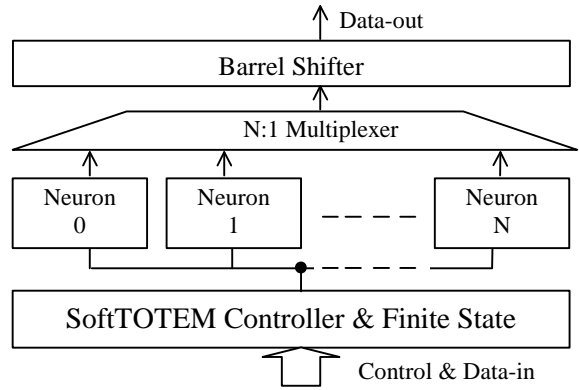 Data-out
Barrel Shifter
N:1 Multiplexer
Neuron
0
Neuron
1
Neuron
N
SoftTOTEM Controller & Finite State
Control & Data-in